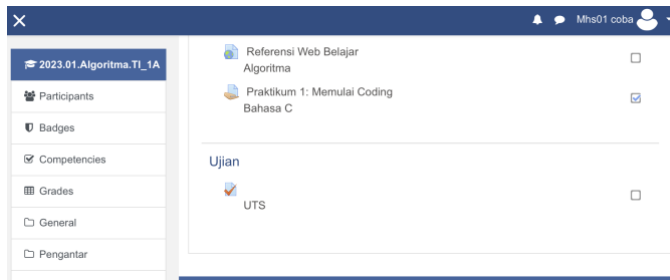 Mhs01 coba
2023.01.Algoritma.TI_1A
Participants
Badges
Competencies
Grades
General
Pengantar
Referensi Web Belajar
Algoritma
Praktikum 1: Memulai Coding
Bahasa C
Ujian
UTS